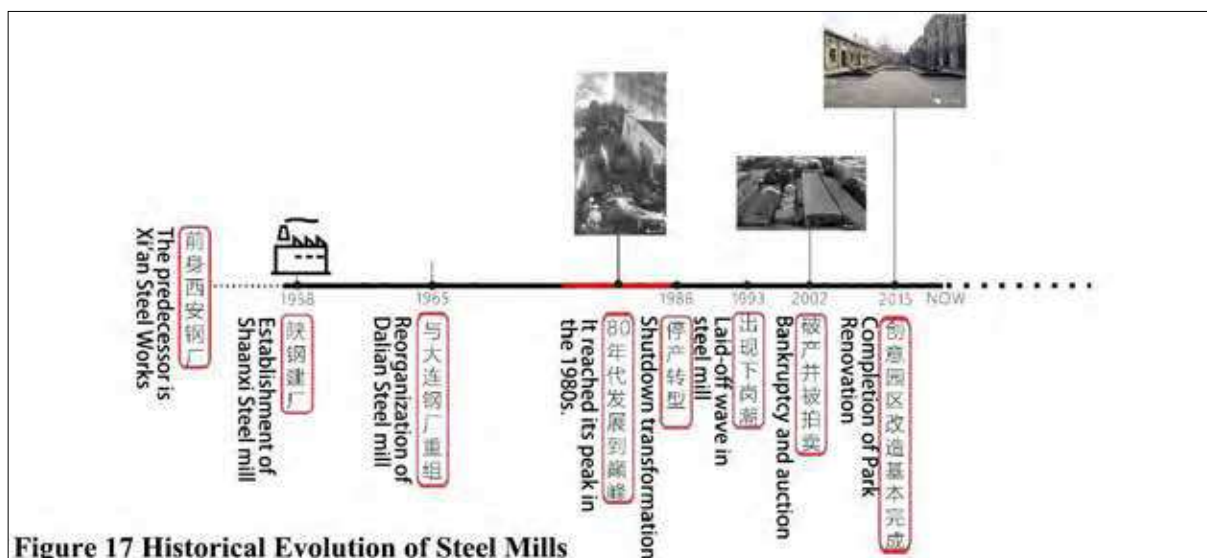 前身西安钢厂
The predecessor is
Xi'an Steel Works
1958
陕钢建厂
Establishment of
Shaanxi Steel mill
1965
与大连钢厂重组
Reorganization of
Dalian Steel mill
80年代发展到巅峰
It reached its peak in
the 1980s.
1988
停产转型
Shutdown transformation
1993
出现下岗潮
Laid-off wave in
steel mill
2002
破产并被拍卖
Bankruptcy and auction
2015
创意园区改造基本完成
Completion of Park
Renovation
NOW
Figure 17 Historical Evolution of Steel Mills